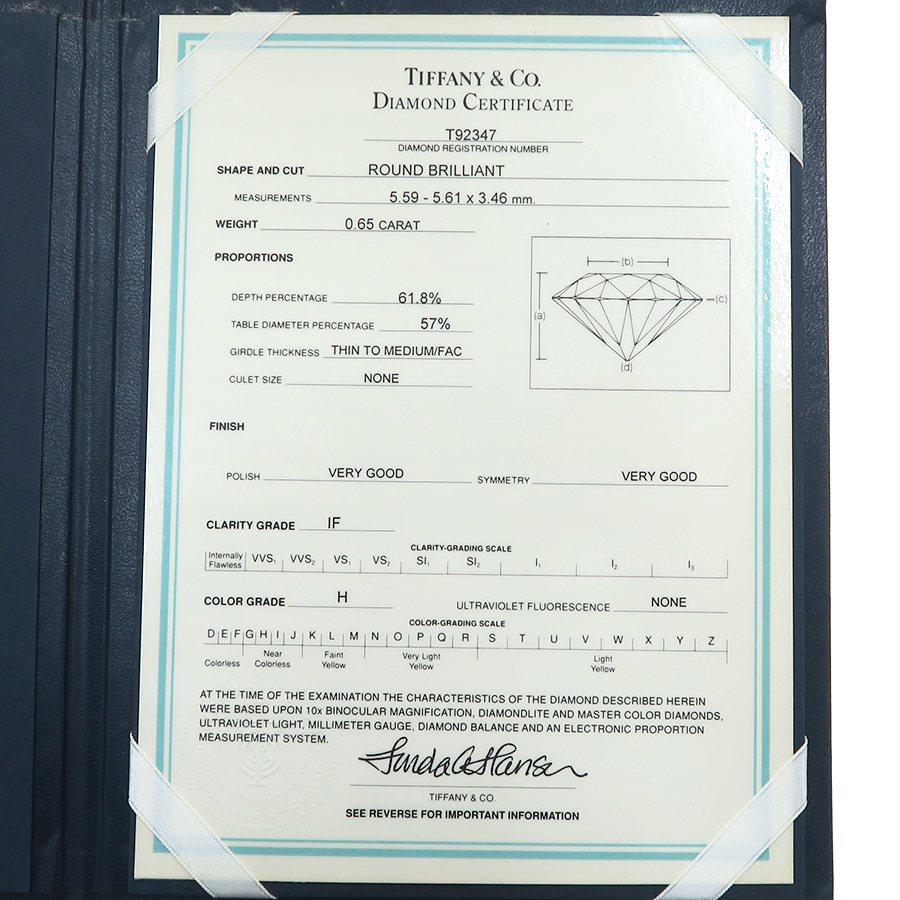 TIFFANY & CO.
DIAMOND CERTIFICATE
T92347
DIAMOND REGISTRATION NUMBER
SHAPE AND CUT ROUND BRILLIANT
MEASUREMENTS 5.59 - 5.61 x 3.46 mm.
WEIGHT 0.65 CARAT
PROPORTIONS
DEPTH PERCENTAGE 61.8%
TABLE DIAMETER PERCENTAGE 57%
GIRDLE THICKNESS THIN TO MEDIUM/FAC
CULET SIZE NONE
(b)
(c)
(a)
(d)
FINISH
POLISH VERY GOOD SYMMETRY VERY GOOD
CLARITY GRADE IF
CLARITY-GRADING SCALE
Internally Flawless VVS1 VVS2 VS1 VS2 SI1 SI2 I1 I2 I3
COLOR GRADE H ULTRAVIOLET FLUORESCENCE NONE
COLOR-GRADING SCALE
D E F G H I J K L M N O P Q R S T U V W X Y Z
Colorless Near Colorless Faint Yellow Very Light Yellow Light Yellow
AT THE TIME OF THE EXAMINATION THE CHARACTERISTICS OF THE DIAMOND DESCRIBED HEREIN
WERE BASED UPON 10x BINOCULAR MAGNIFICATION, DIAMONDLITE AND MASTER COLOR DIAMONDS,
ULTRAVIOLET LIGHT, MILLIMETER GAUGE, DIAMOND BALANCE AND AN ELECTRONIC PROPORTION
MEASUREMENT SYSTEM.
TIFFANY & CO.
SEE REVERSE FOR IMPORTANT INFORMATION